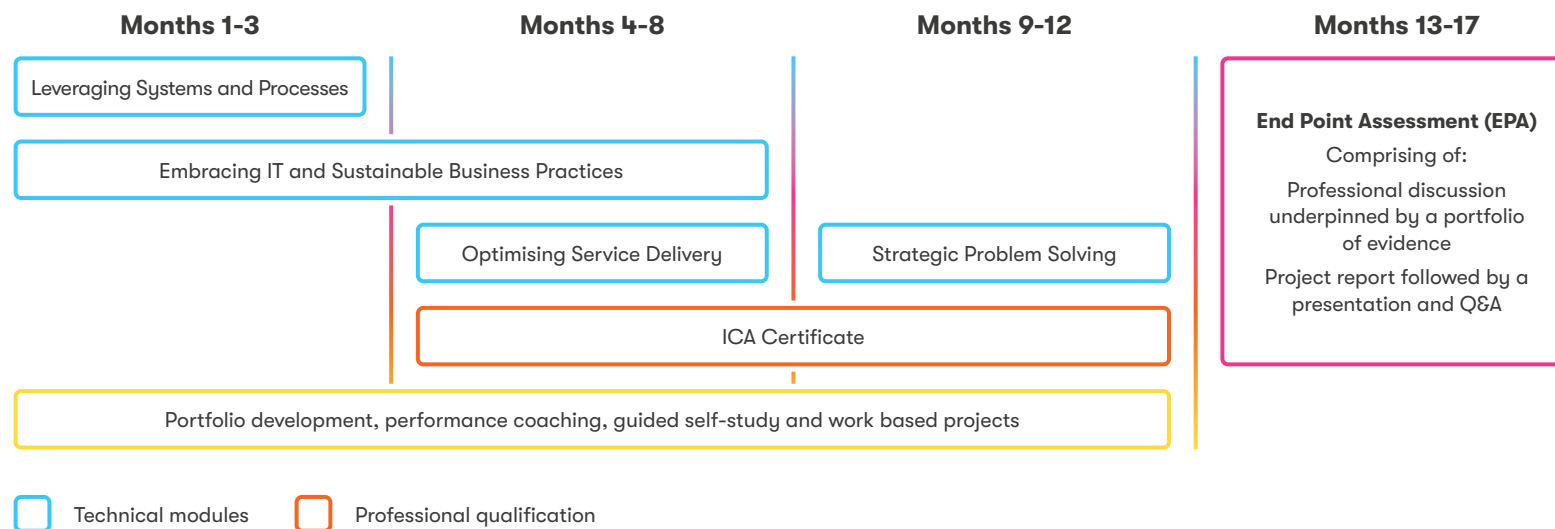 Months 1-3
Months 4-8
Months 9-12
Months 13-17
Leveraging Systems and Processes
Embracing IT and Sustainable Business Practices
Optimising Service Delivery
Strategic Problem Solving
ICA Certificate
Portfolio development, performance coaching, guided self-study and work based projects
End Point Assessment (EPA)
Comprising of:
Professional discussion
underpinned by a portfolio
of evidence
Project report followed by a
presentation and Q&A
Technical modules
Professional qualification